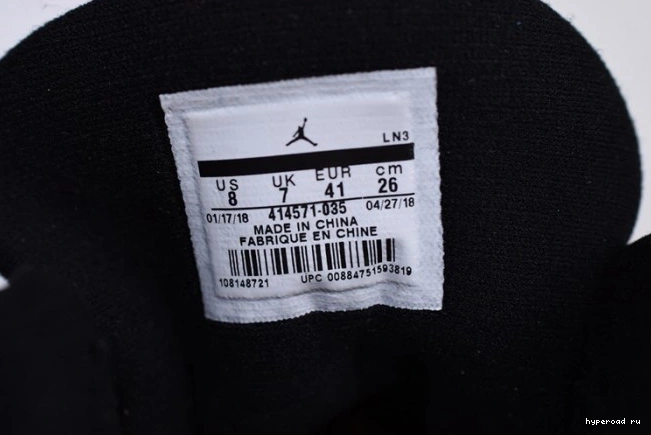 LN3
US UK EUR cm
8 7 41 26
01/17/18 414571-035 04/27/18
MADE IN CHINA
FABRIQUE EN CHINE
108148721 UPC 00884751593819
hyperoad ru